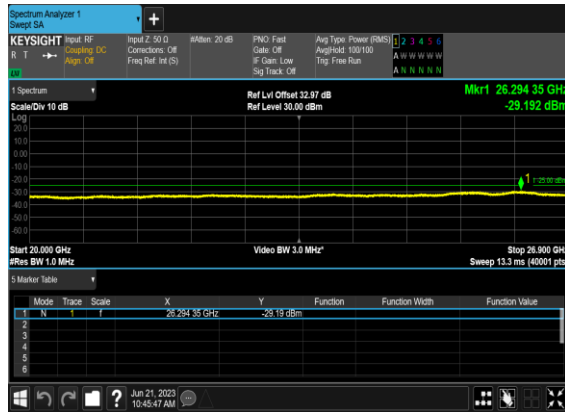 Spectrum Analyzer 1
Swept SA
+
KEYSIGHT Input: RF Input Z: 50 Ω #Atten: 20 dB PNO: Fast Avg Type: Power (RMS) 1 2 3 4 5 6
R T Coupling: DC Corrections: Off Gate: Off Avg|Hold: 100/100 A W W W W W
Align: Off Freq Ref: Int (S) IF Gain: Low Trig: Free Run
Sig Track: Off A N N N N N
1 Spectrum Ref Lvl Offset 32.97 dB Mkr1 26.294 35 GHz
Scale/Div 10 dB Ref Level 30.00 dBm -29.192 dBm
Log
20.0
10.0
0.00
-10.0
-20.0
1
-25.00 dBm
-30.0
-40.0
-50.0
-60.0
Start 20.000 GHz Video BW 3.0 MHz* Stop 26.900 GHz
#Res BW 1.0 MHz Sweep 13.3 ms (40001 pts)
5 Marker Table
Mode Trace Scale X Y Function Function Width Function Value
1 N 1 f 26.294 35 GHz -29.19 dBm
2
3
4
5
6
? Jun 21, 2023
10:45:47 AM